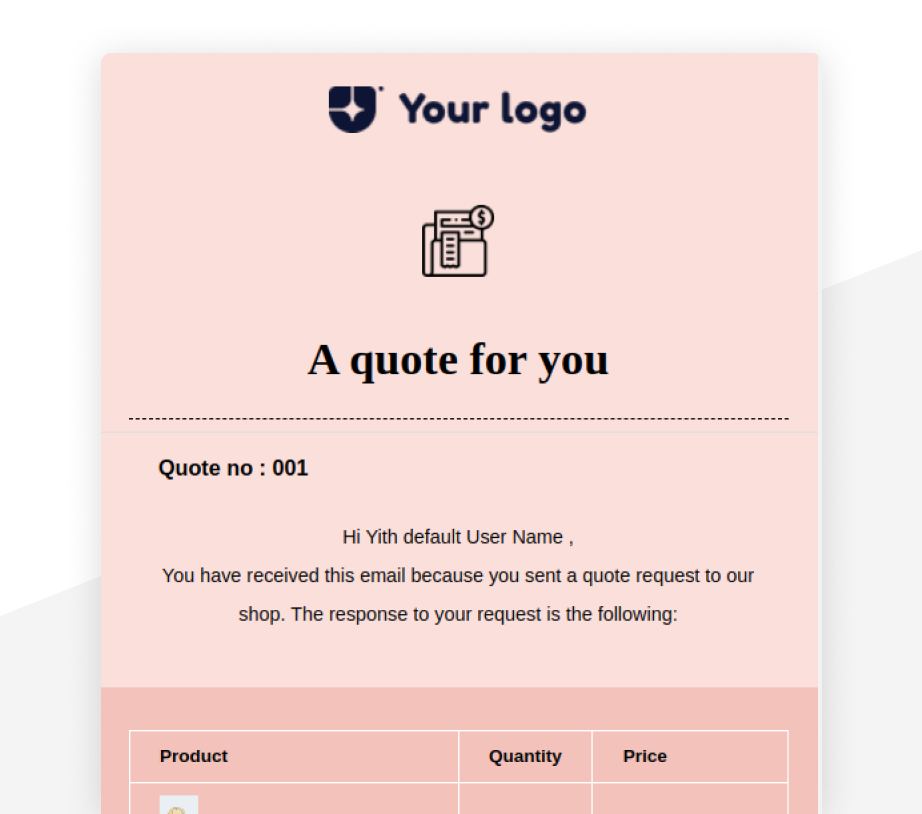 Your logo
$
A quote for you
Quote no : 001
Hi Yith default User Name ,
You have received this email because you sent a quote request to our
shop. The response to your request is the following:
Product Quantity Price